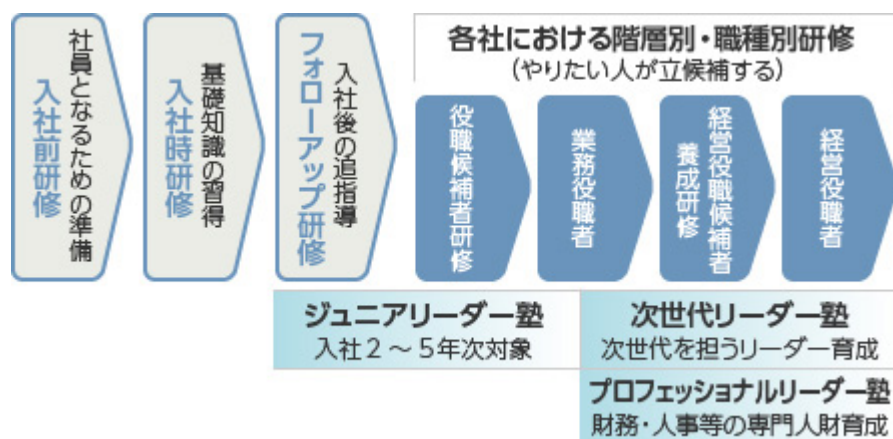 社員となるための準備
入社前研修
基礎知識の習得
入社時研修
入社後の追指導
フォローアップ研修
各社における階層別・職種別研修
(やりたい人が立候補する)
役職候補者研修
業務役職者
経営役職候補者
養成研修
経営役職者
ジュニアリーダー塾
入社2～5年次対象
次世代リーダー塾
次世代を担うリーダー育成
プロフェッショナルリーダー塾
財務・人事等の専門人財育成